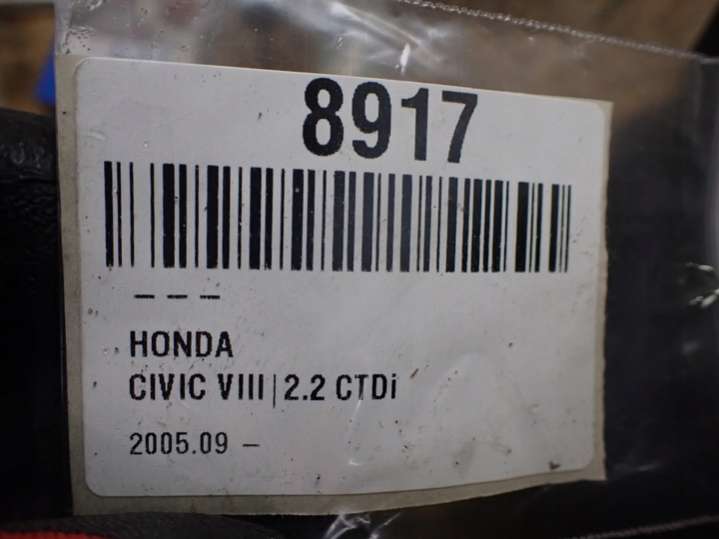 8917
– – –
HONDA
CIVIC VIII | 2.2 CTDi
2005.09 –